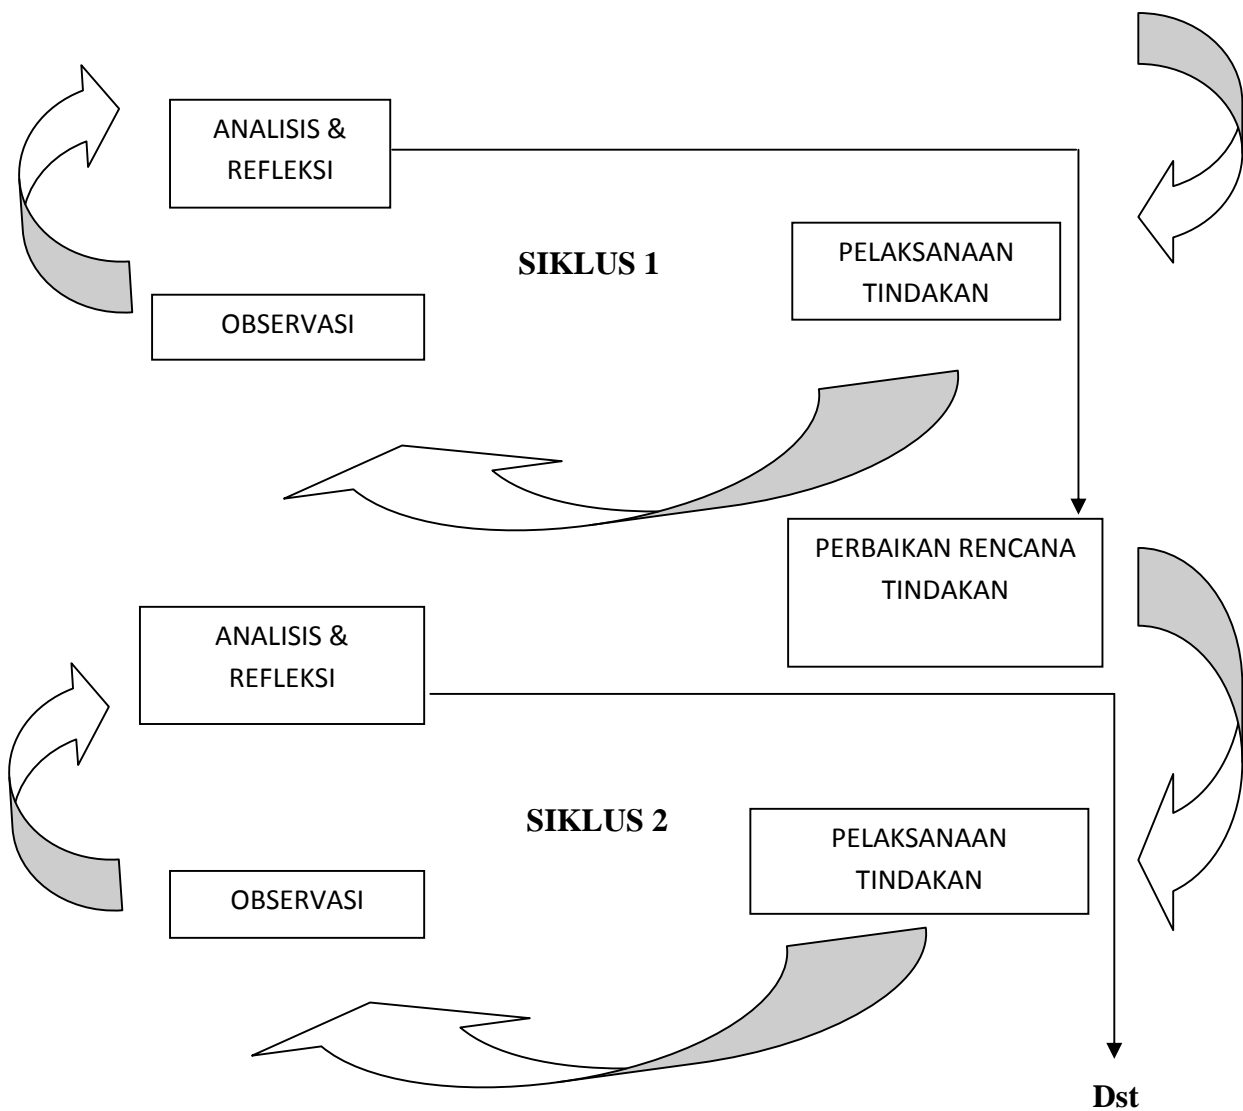 ANALISIS &
REFLEKSI
SIKLUS 1
PELAKSANAAN
TINDAKAN
OBSERVASI
PERBAIKAN RENCANA
TINDAKAN
ANALISIS &
REFLEKSI
SIKLUS 2
PELAKSANAAN
TINDAKAN
OBSERVASI
Dst